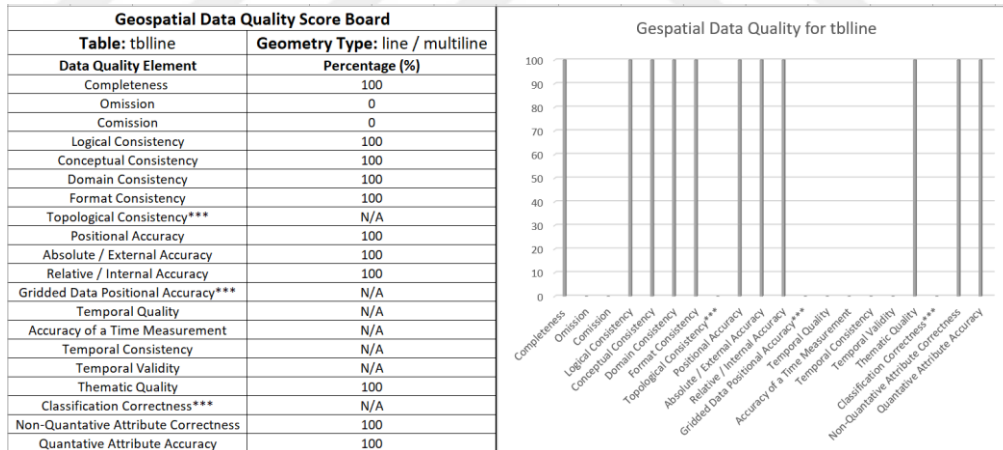 Geospatial Data Quality Score Board
Table: tblline Geometry Type: line / multiline
Data Quality Element Percentage (%)
Completeness 100
Omission 0
Comission 0
Logical Consistency 100
Conceptual Consistency 100
Domain Consistency 100
Format Consistency 100
Topological Consistency*** N/A
Positional Accuracy 100
Absolute / External Accuracy 100
Relative / Internal Accuracy 100
Gridded Data Positional Accuracy*** N/A
Temporal Quality N/A
Accuracy of a Time Measurement N/A
Temporal Consistency N/A
Temporal Validity N/A
Thematic Quality 100
Classification Correctness*** N/A
Non-Quantative Attribute Correctness 100
Quantative Attribute Accuracy 100
Gespatial Data Quality for tblline
100
90
80
70
60
50
40
30
20
10
0
Completeness
Omission
Comission
Logical Consistency
Conceptual Consistency
Domain Consistency
Format Consistency
Topological Consistency***
Positional Accuracy
Absolute / External Accuracy
Relative / Internal Accuracy
Gridded Data Positional Accuracy***
Temporal Quality
Accuracy of a Time Measurement
Temporal Consistency
Temporal Validity
Thematic Quality
Classification Correctness***
Non-Quantative Attribute Correctness
Quantative Attribute Accuracy